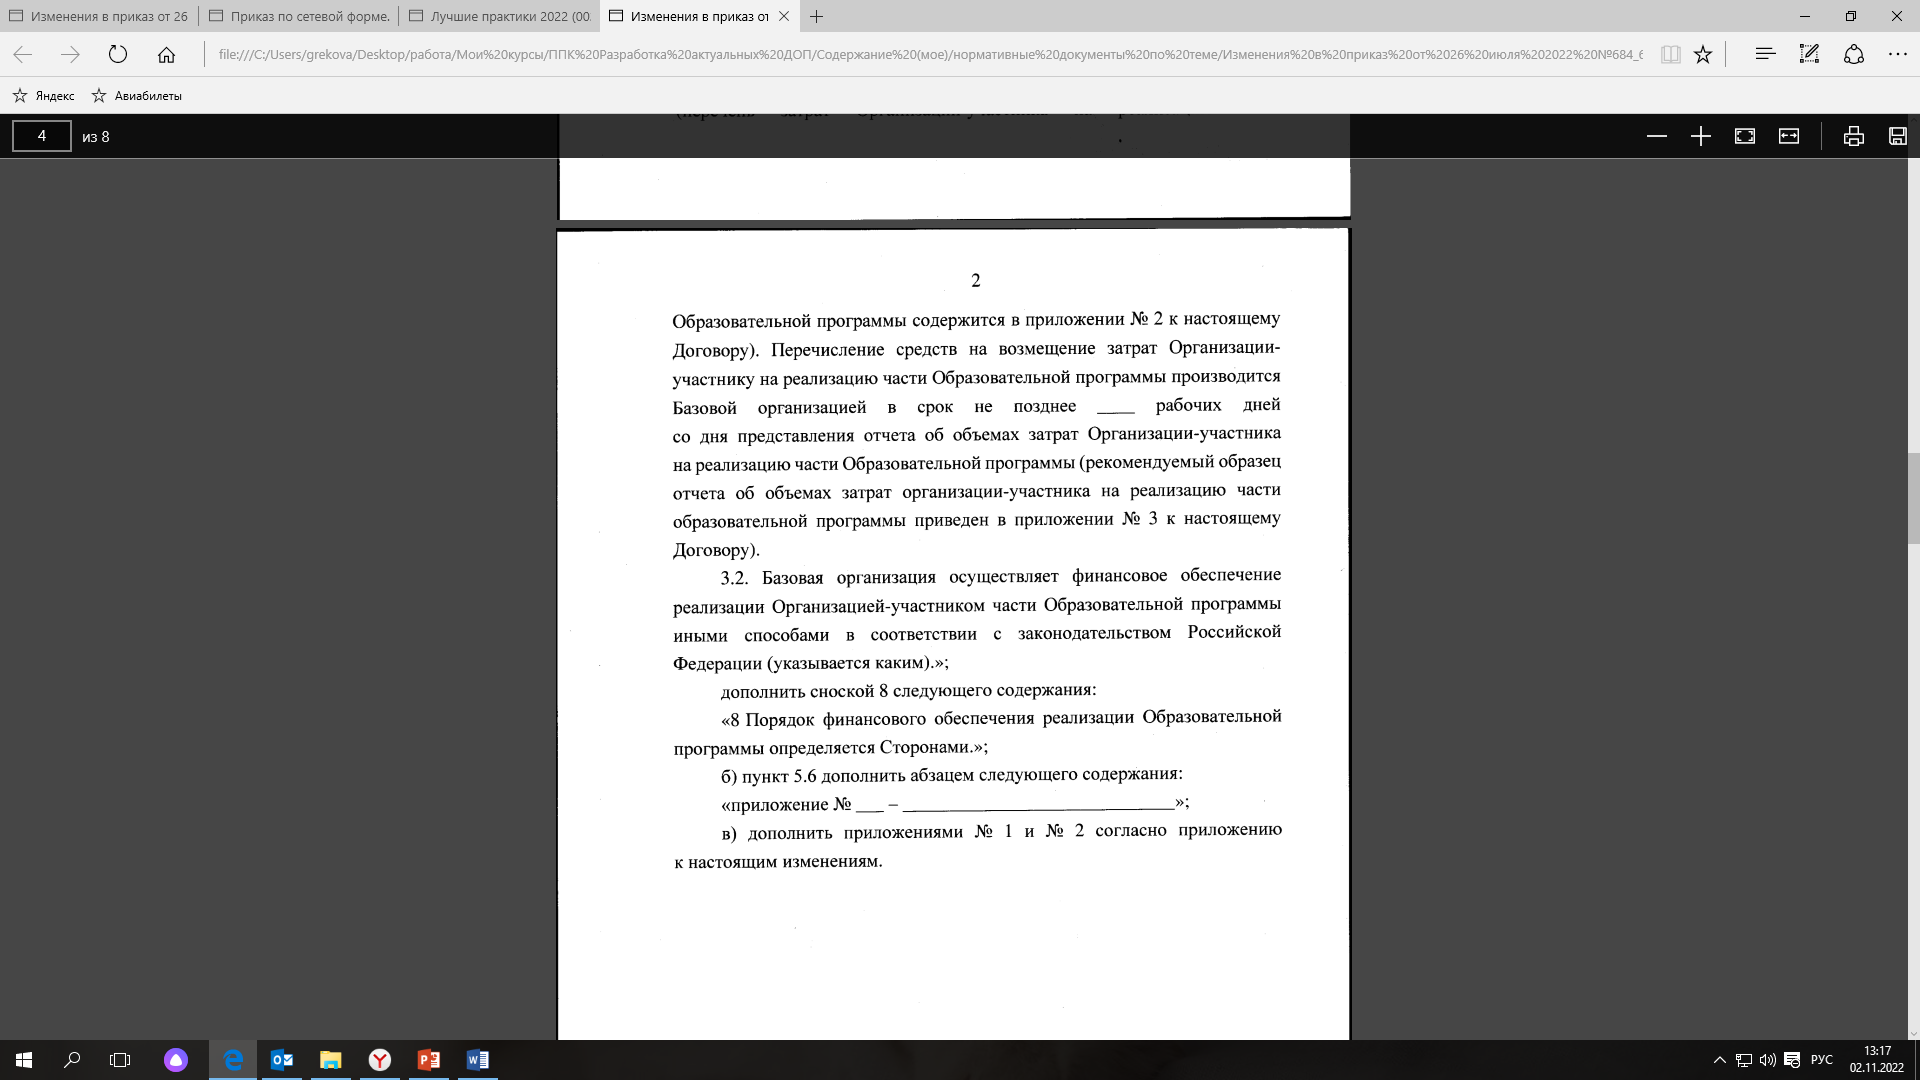 Изменения в приказ от 26
Приказ по сетевой форме.
Лучшие практики 2022 (00
Изменения в приказ от
file:///C:/Users/grekova/Desktop/работа/Мои%20курсы/ППК%20Разработка%20актуальных%20ДОП/Содержание%20(мое)/нормативные%20документы%20по%20теме/Изменения%20в%20приказ%20от%2026%20июля%202022%20№684_6
Яндекс
Авиабилеты
4 из 8
(перечень затрат Организации-участника на
2
Образовательной программы содержится в приложении № 2 к настоящему
Договору). Перечисление средств на возмещение затрат Организации-
участнику на реализацию части Образовательной программы производится
Базовой организацией в срок не позднее ____ рабочих дней
со дня представления отчета об объемах затрат Организации-участника
на реализацию части Образовательной программы (рекомендуемый образец
отчета об объемах затрат организации-участника на реализацию части
образовательной программы приведен в приложении № 3 к настоящему
Договору).
3.2. Базовая организация осуществляет финансовое обеспечение
реализации Организацией-участником части Образовательной программы
иными способами в соответствии с законодательством Российской
Федерации (указывается каким).»;
дополнить сноской 8 следующего содержания:
«8 Порядок финансового обеспечения реализации Образовательной
программы определяется Сторонами.»;
б) пункт 5.6 дополнить абзацем следующего содержания:
«приложение № ___ – _____________________________»;
в) дополнить приложениями № 1 и № 2 согласно приложению
к настоящим изменениям.
РУС
13:17
02.11.2022